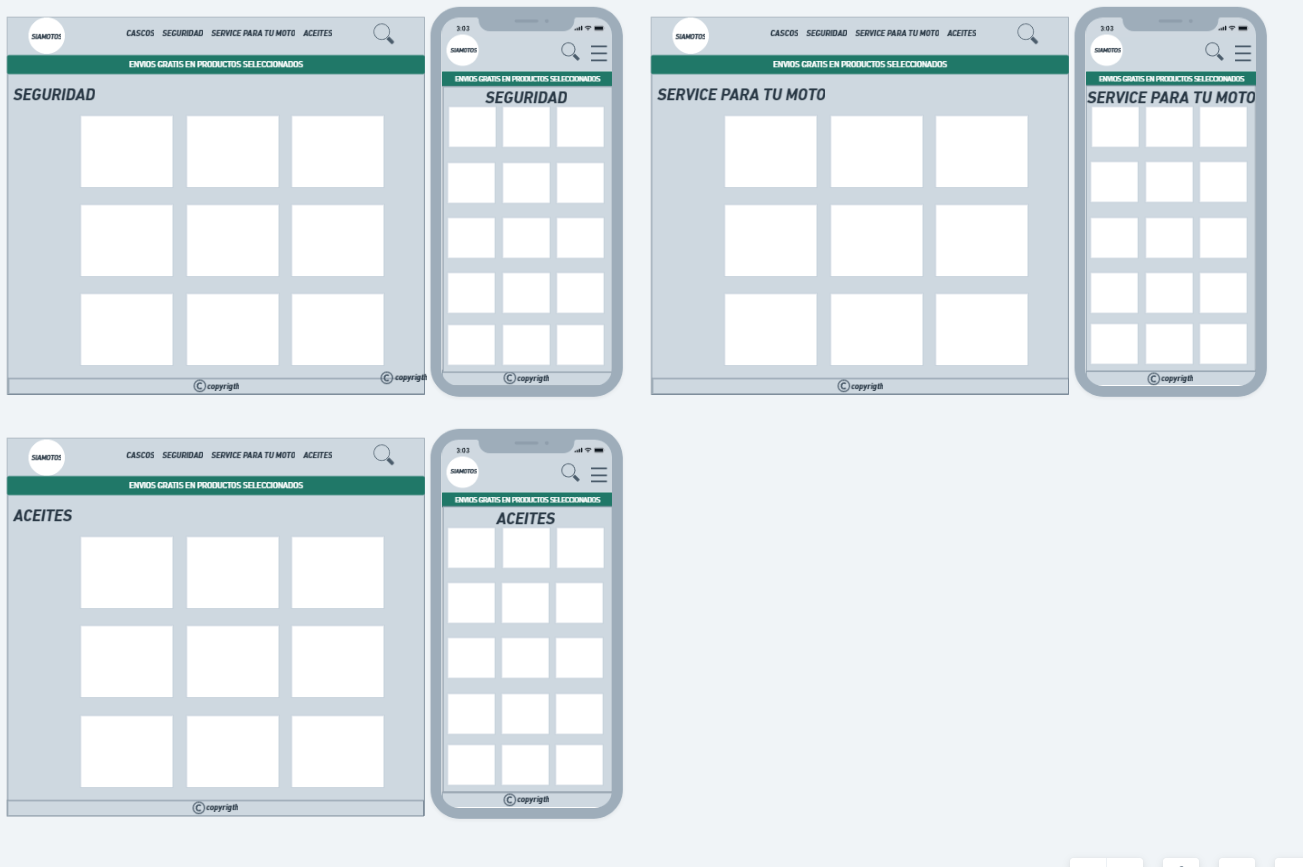 SIAMOTOS CASCOS SEGURIDAD SERVICE PARA TU MOTO ACEITES
ENVIOS GRATIS EN PRODUCTOS SELECCIONADOS
SEGURIDAD
C copyrigth
C copyrigth
3:03
SIAMOTOS
ENVIOS GRATIS EN PRODUCTOS SELECCIONADOS
SEGURIDAD
C copyrigth
SIAMOTOS CASCOS SEGURIDAD SERVICE PARA TU MOTO ACEITES
ENVIOS GRATIS EN PRODUCTOS SELECCIONADOS
SERVICE PARA TU MOTO
C copyrigth
3:03
SIAMOTOS
ENVIOS GRATIS EN PRODUCTOS SELECCIONADOS
SERVICE PARA TU MOTO
C copyrigth
SIAMOTOS CASCOS SEGURIDAD SERVICE PARA TU MOTO ACEITES
ENVIOS GRATIS EN PRODUCTOS SELECCIONADOS
ACEITES
C copyrigth
3:03
SIAMOTOS
ENVIOS GRATIS EN PRODUCTOS SELECCIONADOS
ACEITES
C copyrigth